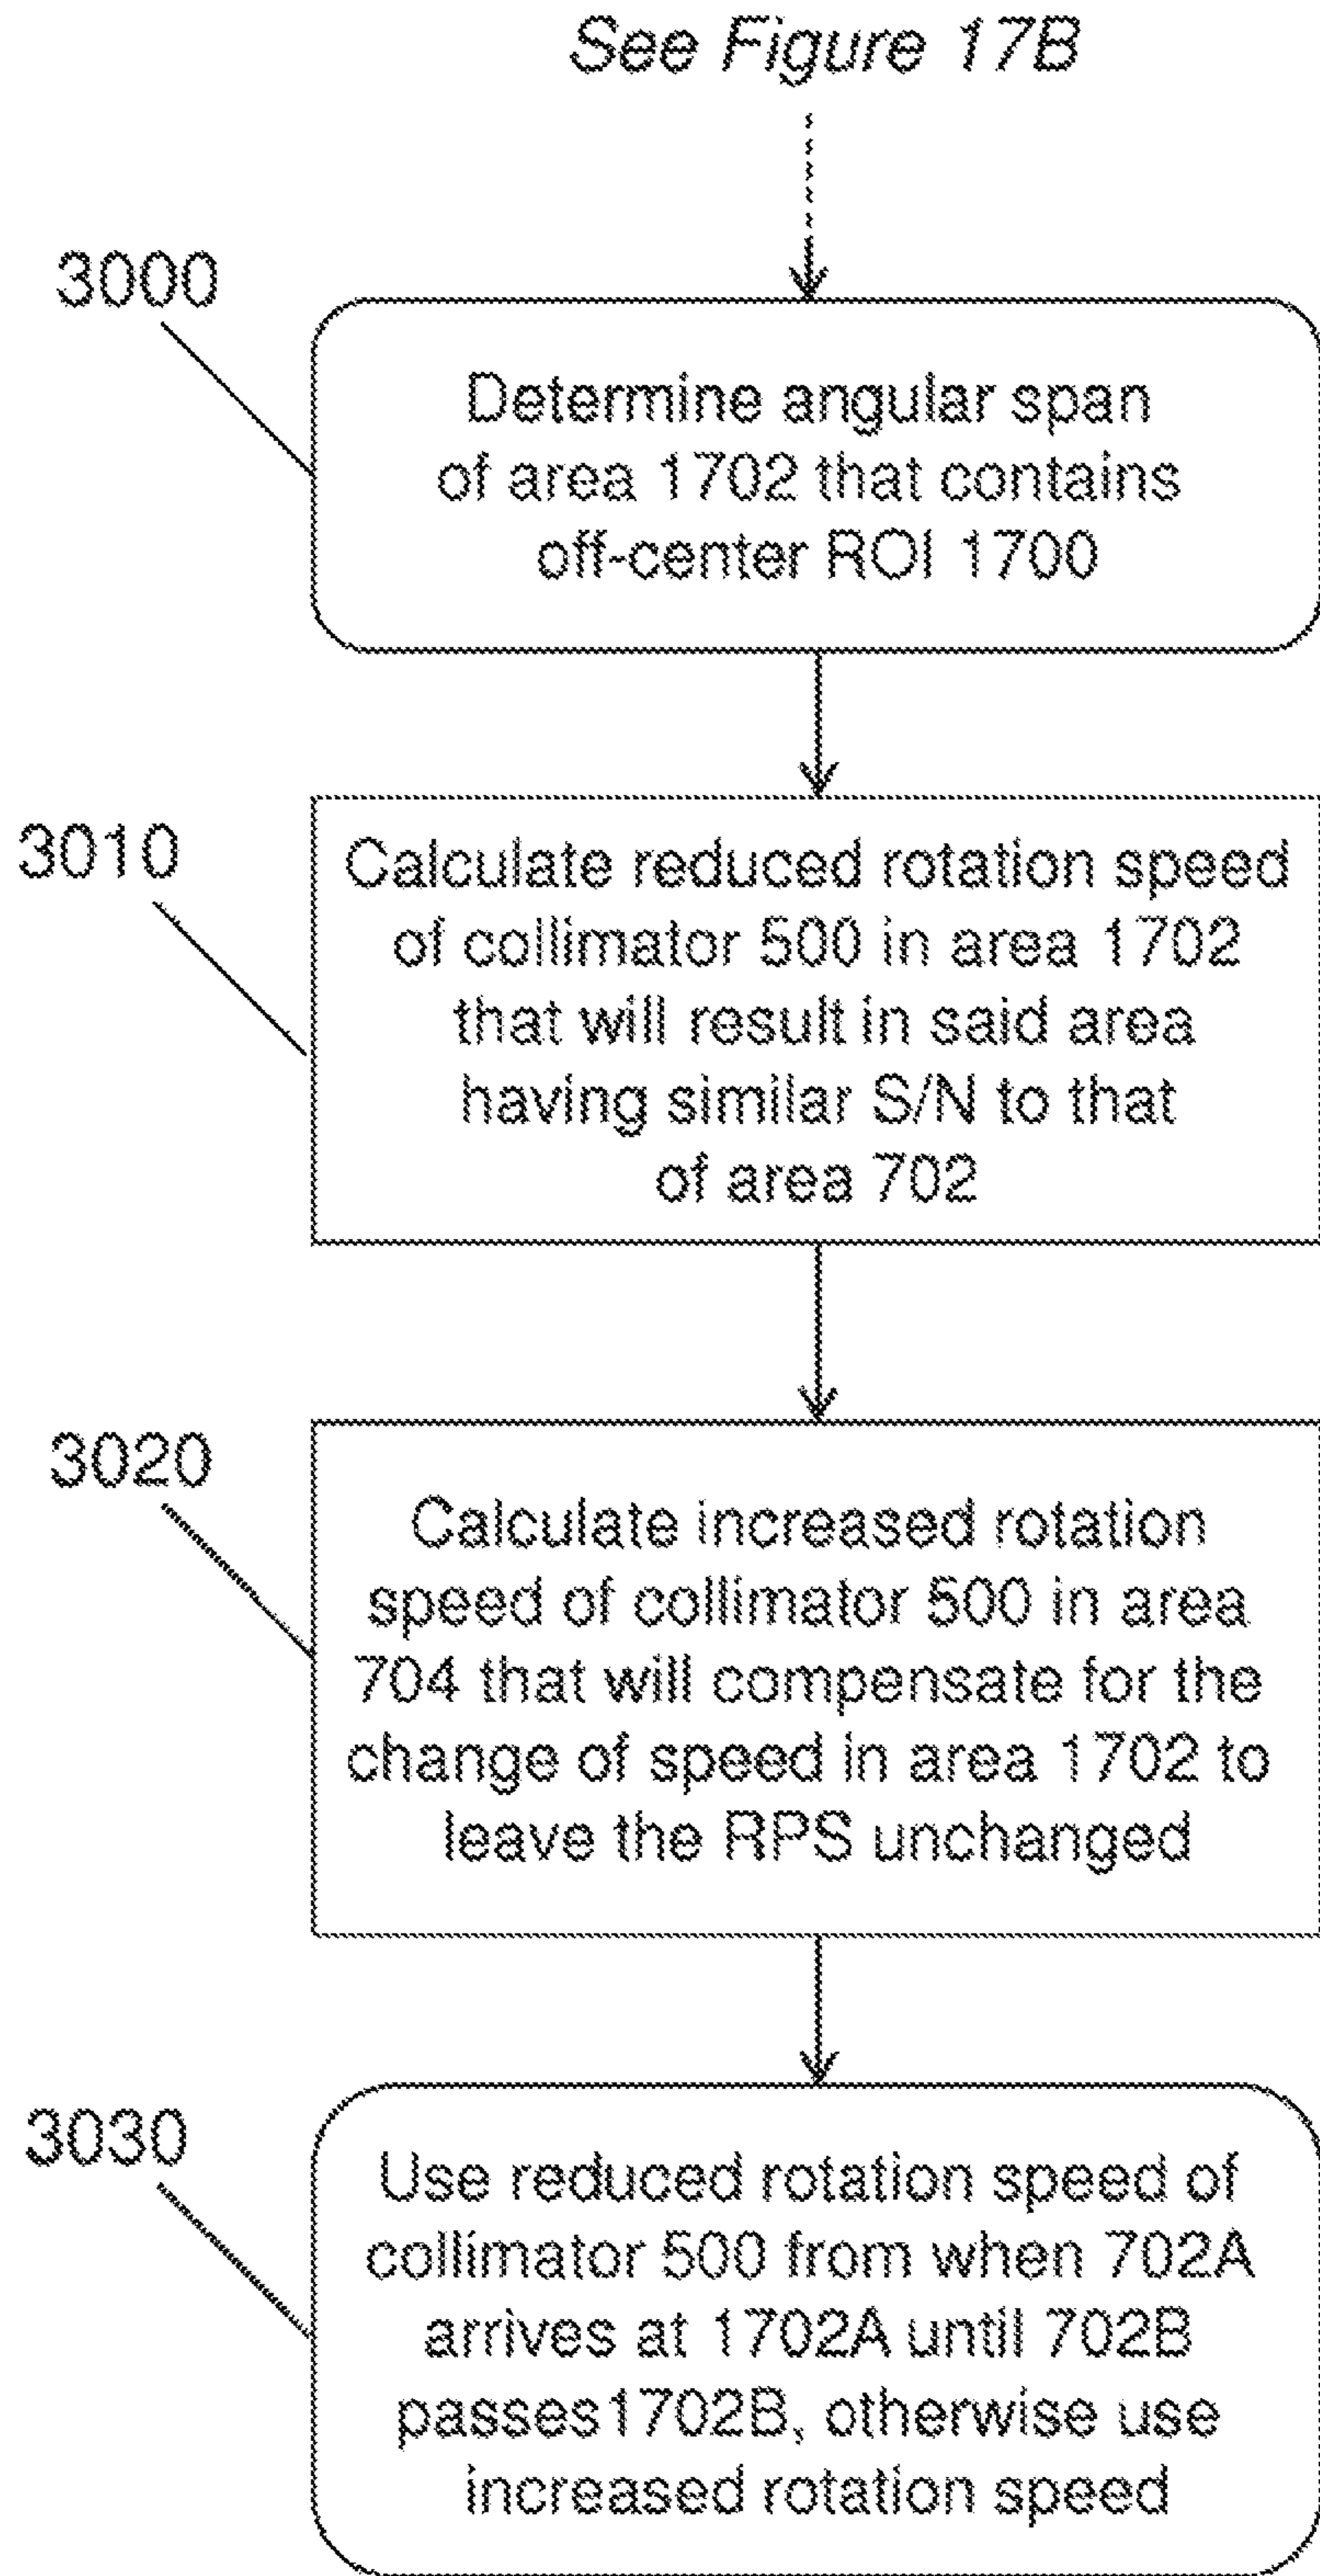 See Figure 17B
3000
Determine angular span
of area 1702 that contains
off-center ROI 1700
3010
Calculate reduced rotation speed
of collimator 500 in area 1702
that will result in said area
having similar S/N to that
of area 702
3020
Calculate increased rotation
speed of collimator 500 in area
704 that will compensate for the
change of speed in area 1702 to
leave the RPS unchanged
3030
Use reduced rotation speed of
collimator 500 from when 702A
arrives at 1702A until 702B
passes1702B, otherwise use
increased rotation speed